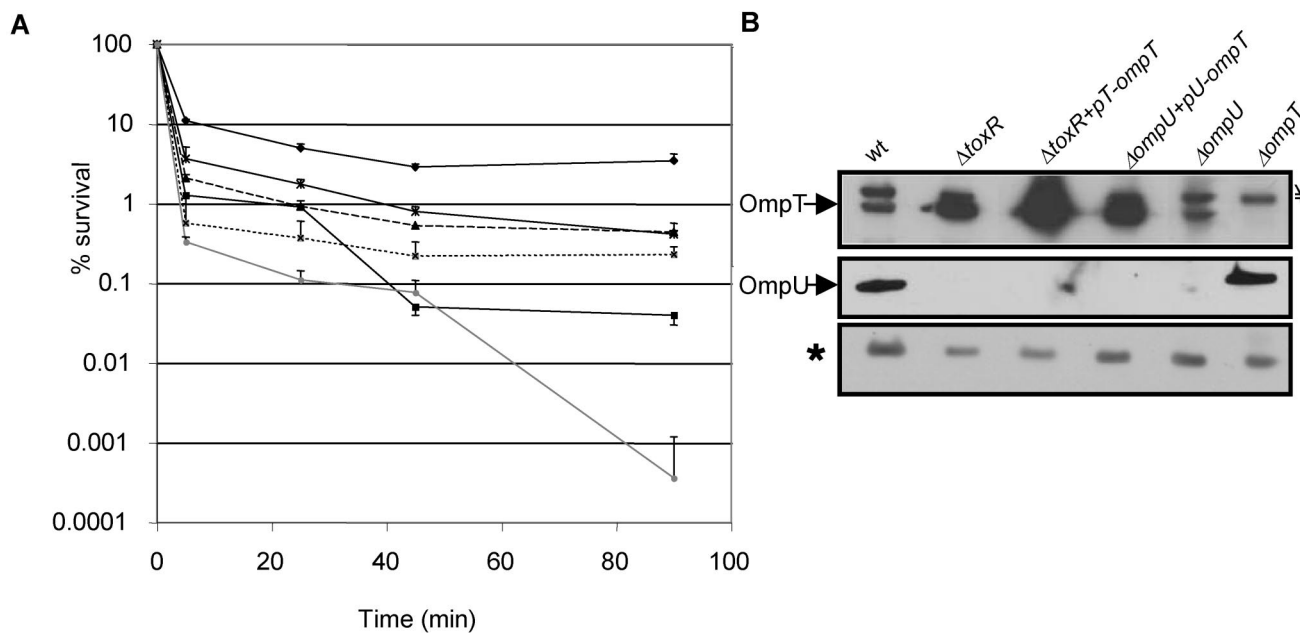 A
100
10
1
0.1
0.01
0.001
0.0001
% survival
0 20 40 60 80 100
Time (min)
B
wt
ΔtoxR
ΔtoxR+pT-ompT
ΔompU+pU-ompT
ΔompU
ΔompT
OmpT
OmpU
*